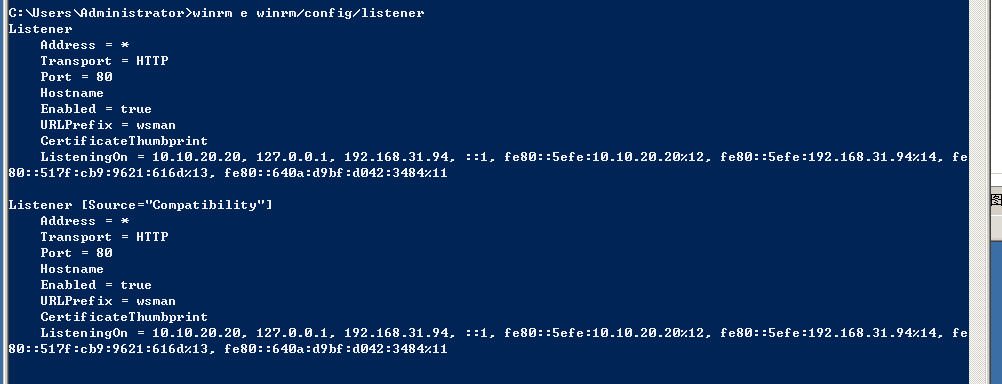 C:\Users\Administrator>winrm e winrm/config/listener
Listener
    Address = *
    Transport = HTTP
    Port = 80
    Hostname
    Enabled = true
    URLPrefix = wsman
    CertificateThumbprint
    ListeningOn = 10.10.20.20, 127.0.0.1, 192.168.31.94, ::1, fe80::5efe:10.10.20.20%12, fe80::5efe:192.168.31.94%14, fe
80::517f:cb9:9621:616d%13, fe80::640a:d9bf:d042:3484%11
Listener [Source="Compatibility"]
    Address = *
    Transport = HTTP
    Port = 80
    Hostname
    Enabled = true
    URLPrefix = wsman
    CertificateThumbprint
    ListeningOn = 10.10.20.20, 127.0.0.1, 192.168.31.94, ::1, fe80::5efe:10.10.20.20%12, fe80::5efe:192.168.31.94%14, fe
80::517f:cb9:9621:616d%13, fe80::640a:d9bf:d042:3484%11